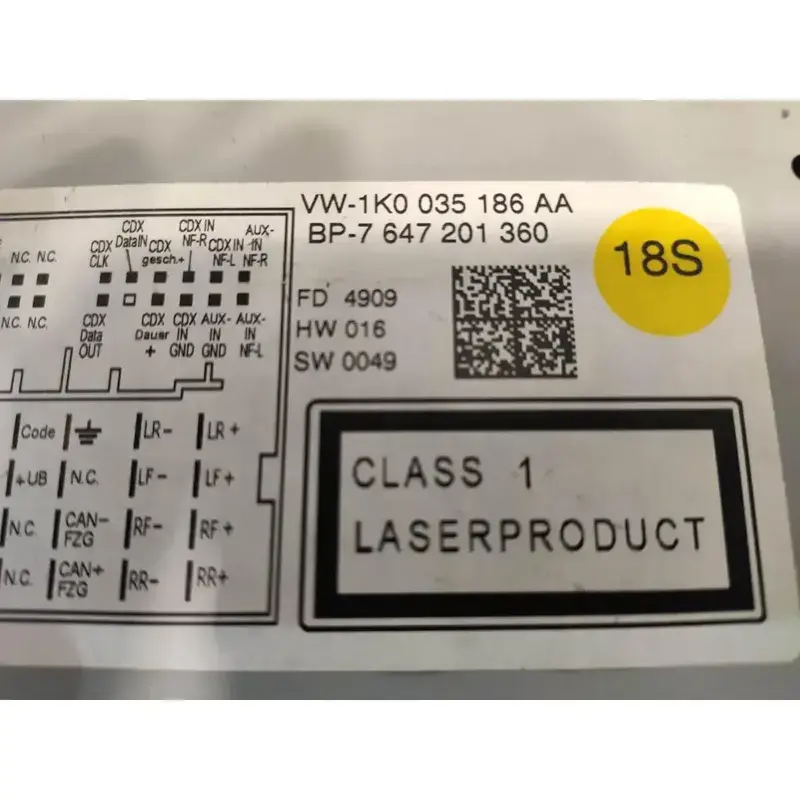 VW-1K0 035 186 AA
BP-7 647 201 360
18S
FD 4909
HW 016
SW 0049
CLASS 1
LASERPRODUCT
N.C. N.C.
CDX CLK
CDX DataIN
CDX gesch.+
CDX IN NF-R
CDX IN NF-L
AUX-IN NF-R
N.C. N.C.
CDX Data OUT
CDX Dauer +
CDX IN GND
AUX-IN GND
AUX-IN NF-L
Code LR- LR+
+UB N.C. LF- LF+
N.C. CAN- FZG RF- RF+
N.C. CAN+ FZG RR- RR+